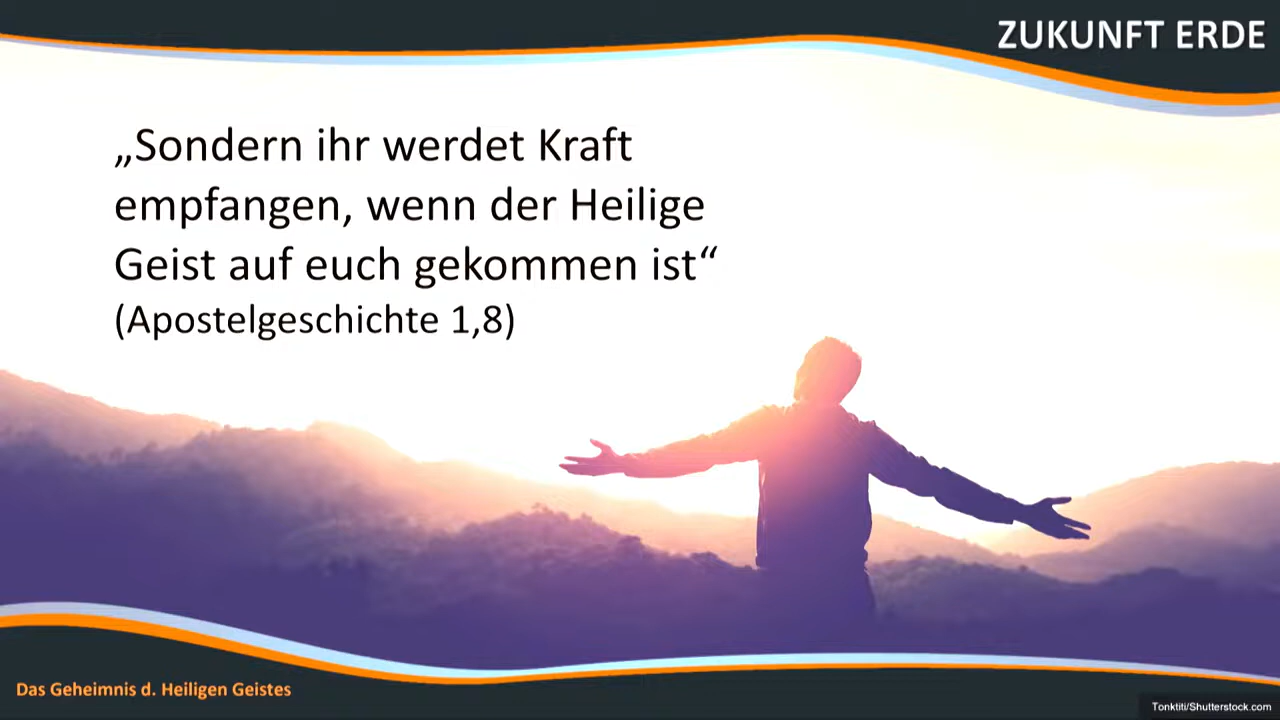 ZUKUNFT ERDE
„Sondern ihr werdet Kraft
empfangen, wenn der Heilige
Geist auf euch gekommen ist“
(Apostelgeschichte 1,8)
Das Geheimnis d. Heiligen Geistes
Tonktiti/Shutterstock.com